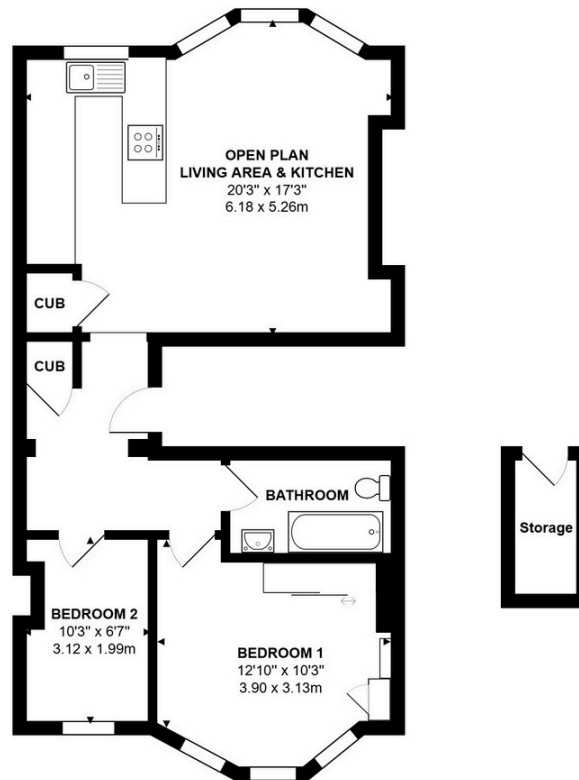 OPEN PLAN
LIVING AREA & KITCHEN
20'3" x 17'3"
6.18 x 5.26m
CUB
CUB
BATHROOM
Storage
BEDROOM 2
10'3" x 6'7"
3.12 x 1.99m
BEDROOM 1
12'10" x 10'3"
3.90 x 3.13m